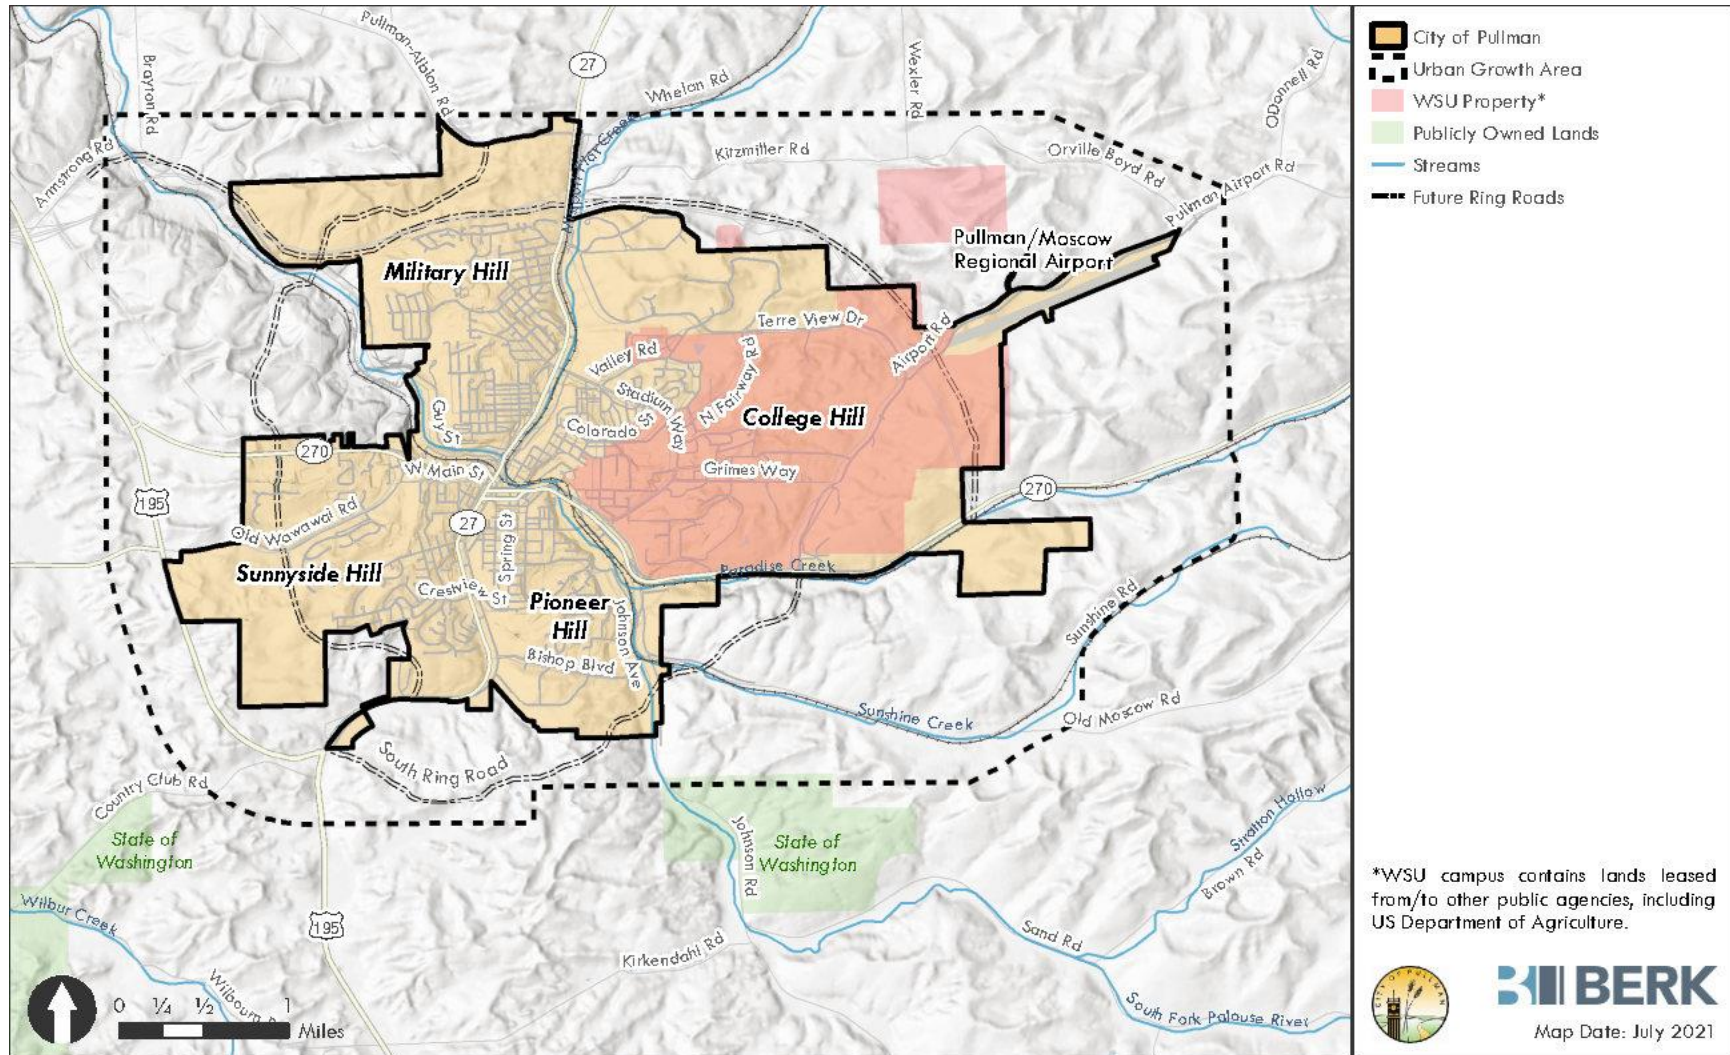 Pullman-Albion Rd
27
Brayton Rd
Whelan Rd
Wexler Rd
ODonnell Rd
Armstrong Rd
Kitzmiller Rd
Orville Boyd Rd
Pullman Airport Rd
Pullman/Moscow
Regional Airport
Military Hill
Terre View Dr
Airport Rd
Valley Rd
N Fairway Rd
Stadium Way
Colorado St
College Hill
Guy St
270
W Main St
Grimes Way
195
270
27
Old Wawawai Rd
Spring St
Sunnyside Hill
Crestview St
Paradise Creek
Pioneer
Hill
Johnson Ave
Bishop Blvd
Sunshine Rd
Sunshine Creek
Old Moscow Rd
South Ring Road
Country Club Rd
State of
Washington
State of
Washington
Johnson Rd
Stratton Hollow
Brown Rd
Wilbur Creek
195
Kirkendahl Rd
Sand Rd
South Fork Palouse River
0 ¼ ½ 1
Miles
City of Pullman
Urban Growth Area
WSU Property*
Publicly Owned Lands
Streams
Future Ring Roads
*WSU campus contains lands leased
from/to other public agencies, including
US Department of Agriculture.
CITY OF PULLMAN
BERK
Map Date: July 2021